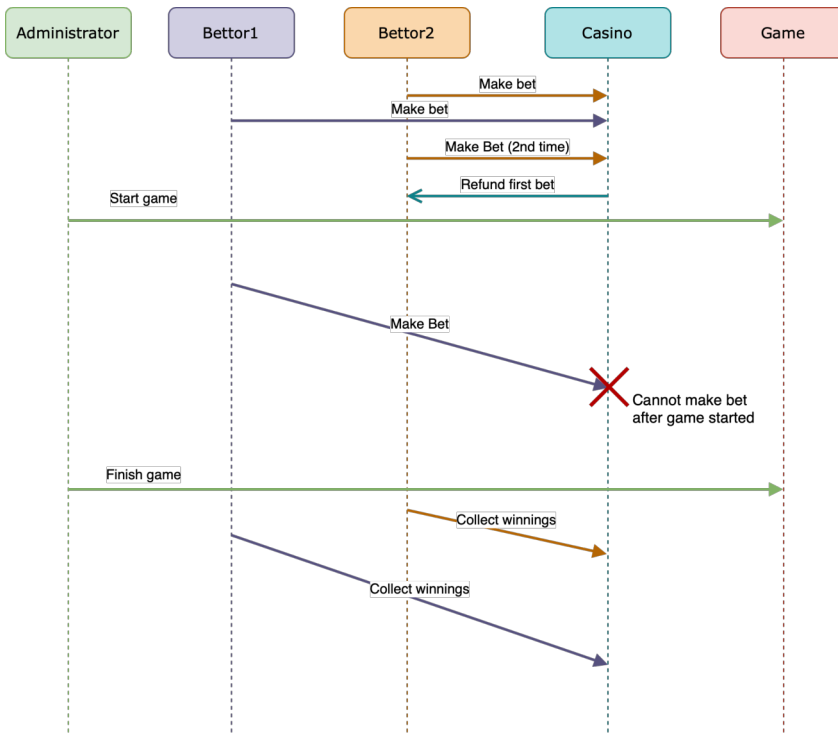 Administrator
Bettor1
Bettor2
Casino
Game
Make bet
Make bet
Make Bet (2nd time)
Refund first bet
Start game
Make Bet
Cannot make bet
after game started
Finish game
Collect winnings
Collect winnings